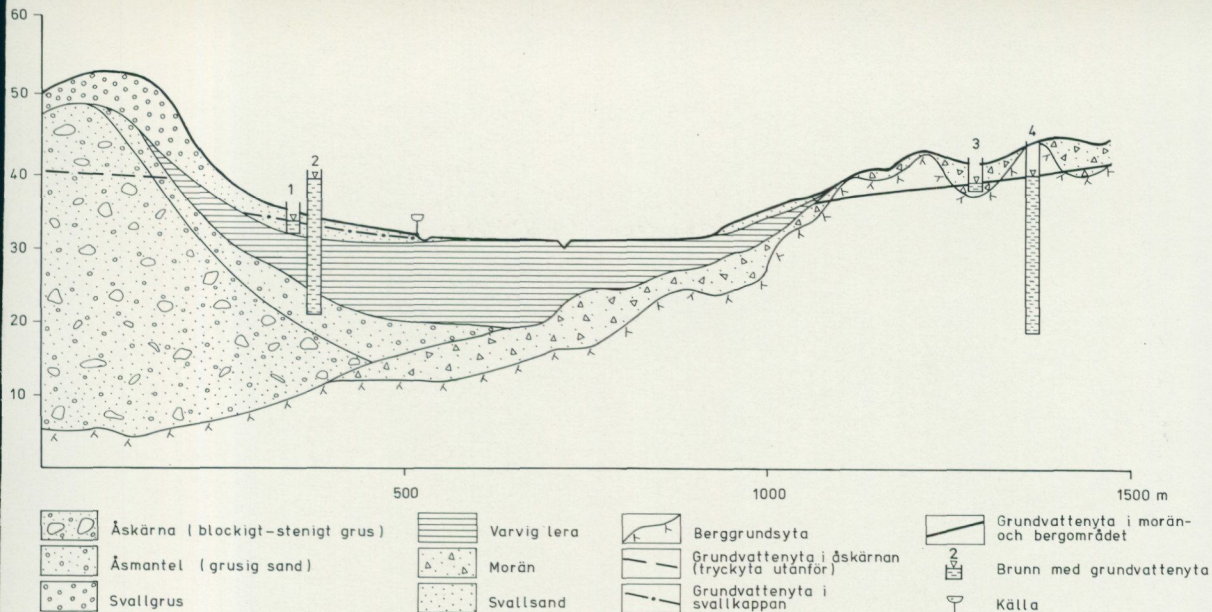 60
50
40
30
20
10
1
2
3
4
500
1000
1500 m
Åskärna (blockigt-stenigt grus)
Åsmantel (grusig sand)
Svallgrus
Varvig lera
Morän
Svallsand
Berggrundsyta
Grundvattenyta i åskärnan
(tryckyta utanför)
Grundvattenyta i
svallkappan
Grundvattenyta i morän-
och bergområdet
2
Brunn med grundvattenyta
Källa